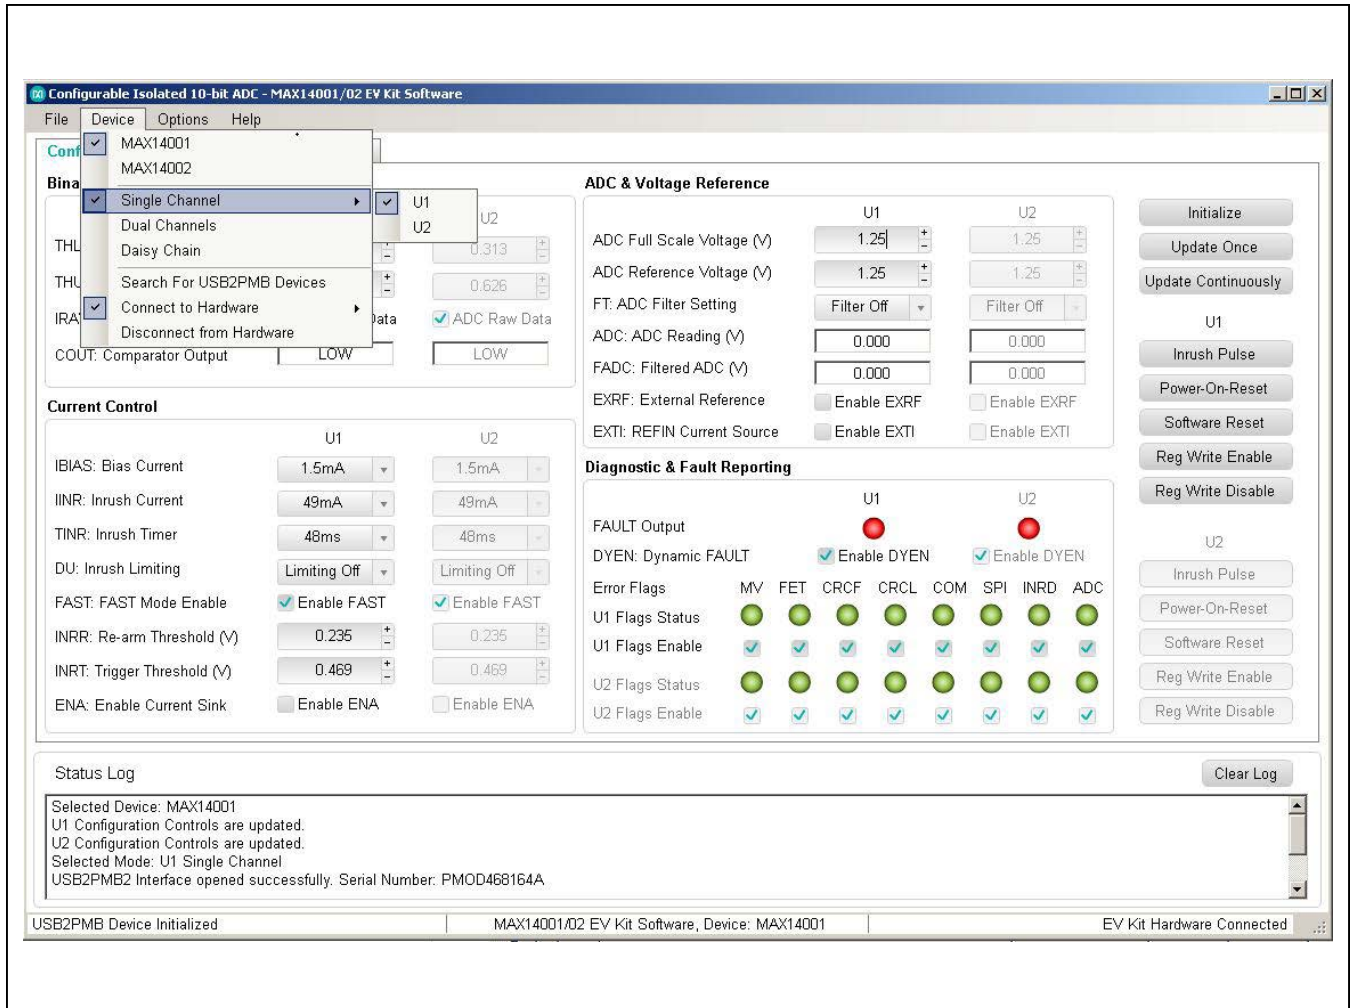 Configurable Isolated 10-bit ADC - MAX14001/02 EV Kit Software
File Device Options Help
MAX14001
MAX14002
Single Channel
Dual Channels
Daisy Chain
Search For USB2PMB Devices
Connect to Hardware
Disconnect from Hardware
U1
U2
Conf
Bina
U2
THL
0.313
THU
0.626
IRA
Data
ADC Raw Data
COUT: Comparator Output LOW LOW
Current Control
U1 U2
IBIAS: Bias Current 1.5mA 1.5mA
IINR: Inrush Current 49mA 49mA
TINR: Inrush Timer 48ms 48ms
DU: Inrush Limiting Limiting Off Limiting Off
FAST: FAST Mode Enable Enable FAST Enable FAST
INRR: Re-arm Threshold (V) 0.235 0.235
INRT: Trigger Threshold (V) 0.469 0.469
ENA: Enable Current Sink Enable ENA Enable ENA
ADC & Voltage Reference
U1 U2
ADC Full Scale Voltage (V) 1.25 1.25
ADC Reference Voltage (V) 1.25 1.25
FT: ADC Filter Setting Filter Off Filter Off
ADC: ADC Reading (V) 0.000 0.000
FADC: Filtered ADC (V) 0.000 0.000
EXRF: External Reference Enable EXRF Enable EXRF
EXTI: REFIN Current Source Enable EXTI Enable EXTI
Diagnostic & Fault Reporting
U1 U2
FAULT Output
DYEN: Dynamic FAULT Enable DYEN Enable DYEN
Error Flags MV FET CRCF CRCL COM SPI INRD ADC
U1 Flags Status
U1 Flags Enable
U2 Flags Status
U2 Flags Enable
Initialize
Update Once
Update Continuously
U1
Inrush Pulse
Power-On-Reset
Software Reset
Reg Write Enable
Reg Write Disable
U2
Inrush Pulse
Power-On-Reset
Software Reset
Reg Write Enable
Reg Write Disable
Status Log
Clear Log
Selected Device: MAX14001
U1 Configuration Controls are updated.
U2 Configuration Controls are updated.
Selected Mode: U1 Single Channel
USB2PMB2 Interface opened successfully. Serial Number: PMOD468164A
USB2PMB Device Initialized
MAX14001/02 EV Kit Software, Device: MAX14001
EV Kit Hardware Connected